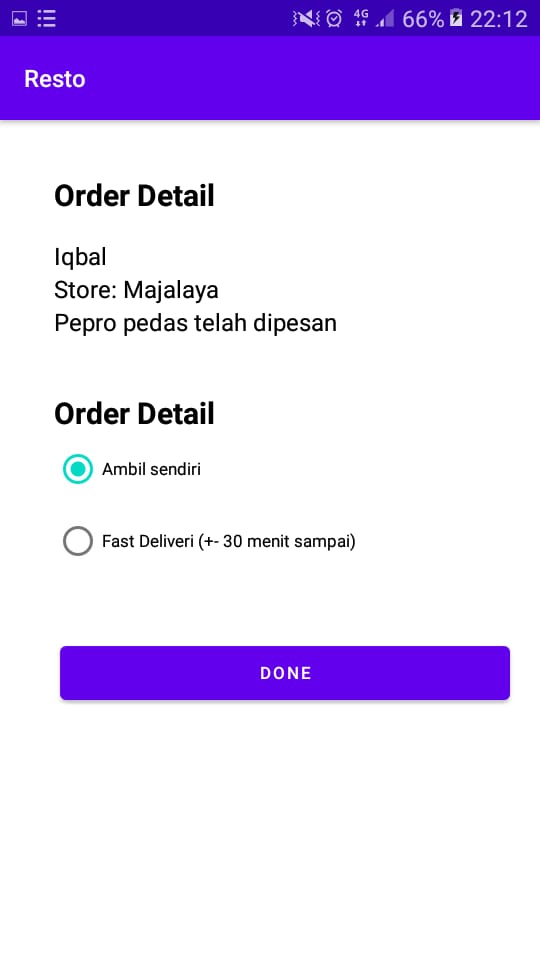 4G 66% 22:12
Resto
Order Detail
Iqbal
Store: Majalaya
Pepro pedas telah dipesan
Order Detail
Ambil sendiri
Fast Deliveri (+- 30 menit sampai)
DONE